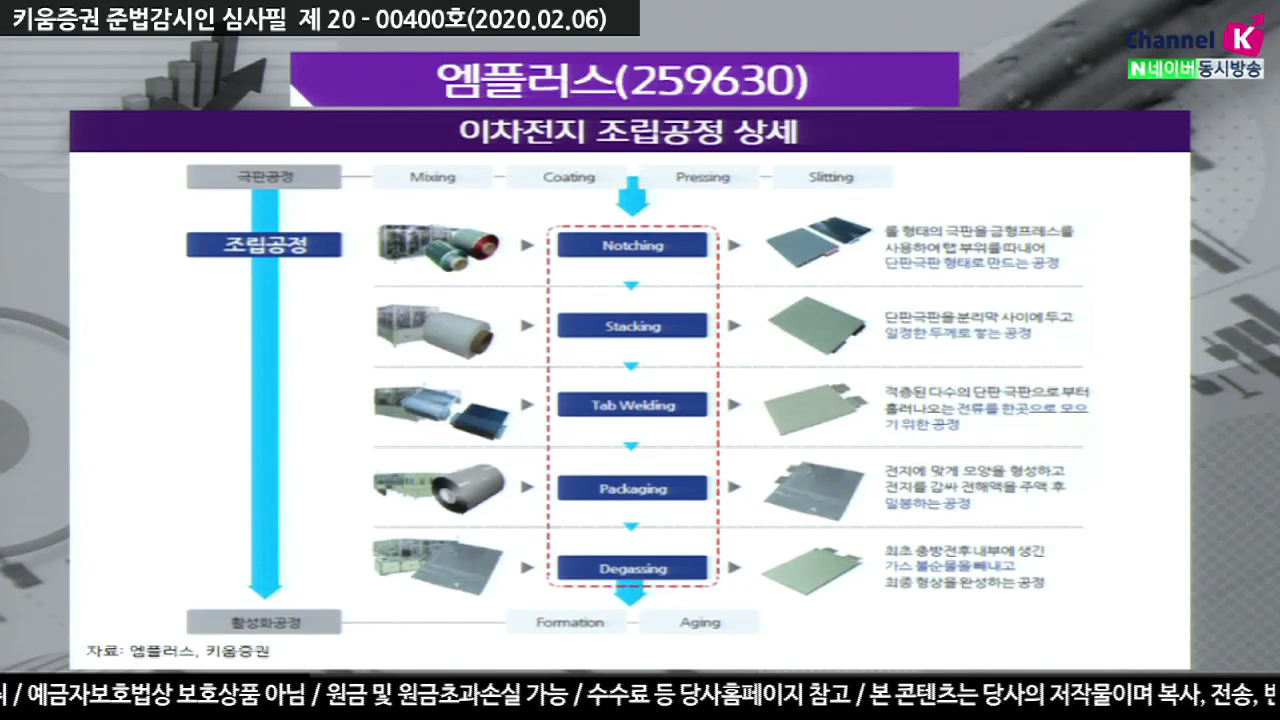 키움증권 준법감시인 심사필 제 20 - 00400호(2020.02.06)
Channel K
N 네이버 동시방송
엠플러스(259630)
이차전지 조립공정 상세
극판공정 Mixing Coating Pressing Slitting
조립공정
Notching
롤 형태의 극판을 금형프레스를
사용하여 탭 부위를 따내어
단판극판 형태로 만드는 공정
Stacking
단판극판을 분리막 사이에 두고
일정한 두께로 쌓는 공정
Tab Welding
적층된 다수의 단판 극판으로 부터
흘러나오는 전류를 한곳으로 모으
기 위한 공정
Packaging
전지에 맞게 모양을 형성하고
전지를 감싸 전해액을 주액 후
밀봉하는 공정
Degassing
최초 충방전후 내부에 생긴
가스 불순물을 빼내고
최종 형상을 완성하는 공정
활성화공정 Formation Aging
자료: 엠플러스, 키움증권
/ 예금자보호법상 보호상품 아님 / 원금 및 원금초과손실 가능 / 수수료 등 당사홈페이지 참고 / 본 콘텐츠는 당사의 저작물이며 복사, 전송,